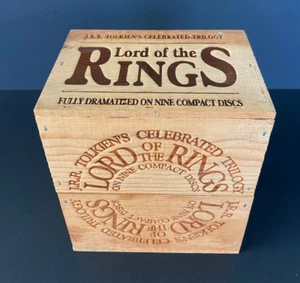 J.R.R. TOLKIEN'S CELEBRATED TRILOGY
Lord of the
RINGS
FULLY DRAMATIZED ON NINE COMPACT DISCS
J.R.R. TOLKIEN'S CELEBRATED TRILOGY
LORD OF THE RINGS
ON NINE COMPACT DISCS
J.R.R. TOLKIEN'S CELEBRATED TRILOGY
LORD OF THE RINGS
ON NINE COMPACT DISCS